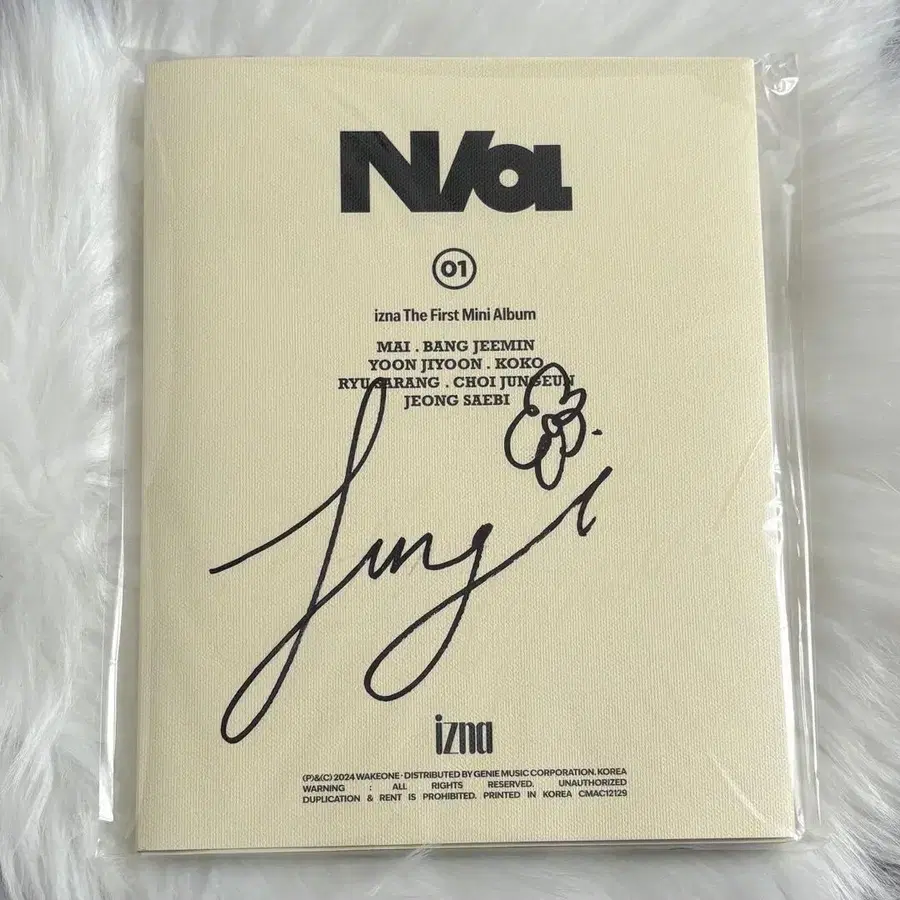 N/a
01
izna The First Mini Album
MAI . BANG JEEMIN
YOON JIYOON . KOKO
RYU SARANG . CHOI JUNGEUN
JEONG SAEBI
Jung
izna
(P)&(C) 2024 WAKEONE · DISTRIBUTED BY GENIE MUSIC CORPORATION. KOREA
WARNING : ALL RIGHTS RESERVED. UNAUTHORIZED
DUPLICATION & RENT IS PROHIBITED. PRINTED IN KOREA CMAC12129